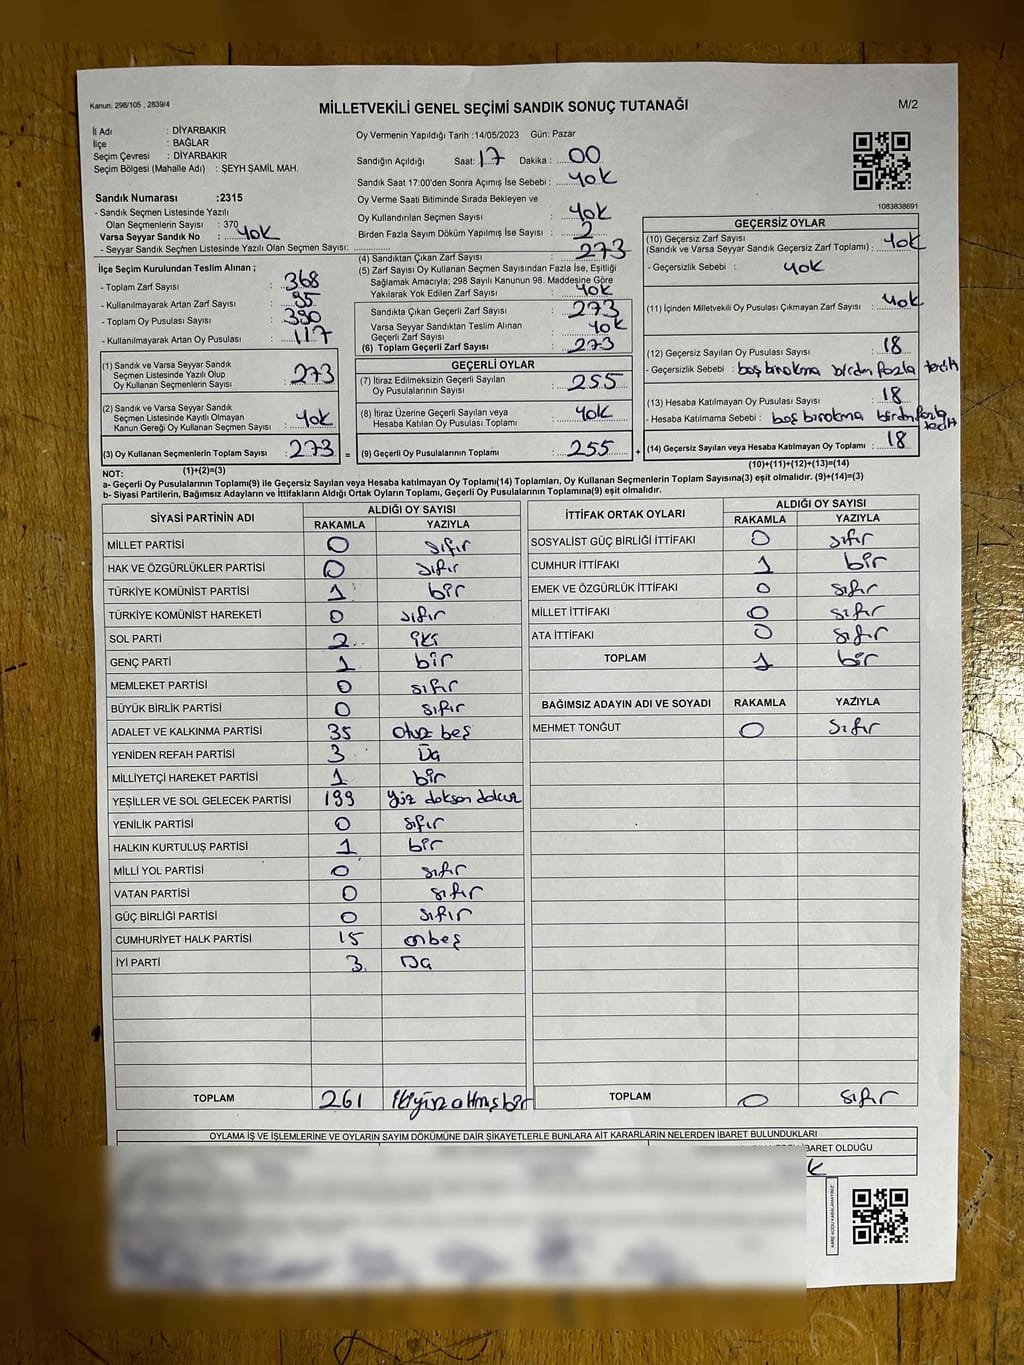 Kanun; 298/105 , 2839/4
MİLLETVEKİLİ GENEL SEÇİMİ SANDIK SONUÇ TUTANAĞI
M/2
İl Adı : DİYARBAKIR
İlçe : BAĞLAR
Seçim Çevresi : DİYARBAKIR
Seçim Bölgesi (Mahalle Adı) : ŞEYH ŞAMİL MAH.
Sandık Numarası :2315
- Sandık Seçmen Listesinde Yazılı
Olan Seçmenlerin Sayısı : 370
Varsa Seyyar Sandık No : yok
- Seyyar Sandık Seçmen Listesinde Yazılı Olan Seçmen Sayısı:
Oy Vermenin Yapıldığı Tarih :14/05/2023 Gün: Pazar
Sandığın Açıldığı Saat: 17 Dakika : 00
Sandık Saat 17:00'den Sonra Açımış İse Sebebi : yok
Oy Verme Saati Bitiminde Sırada Bekleyen ve
Oy Kullandırılan Seçmen Sayısı : yok
Birden Fazla Sayım Döküm Yapılmış İse Sayısı : 2
1083838691
İlçe Seçim Kurulundan Teslim Alınan ;
- Toplam Zarf Sayısı : 368
- Kullanılmayarak Artan Zarf Sayısı : 95
- Toplam Oy Pusulası Sayısı : 390
- Kullanılmayarak Artan Oy Pusulası : 117
(1) Sandık ve Varsa Seyyar Sandık
Seçmen Listesinde Yazılı Olup
Oy Kullanan Seçmenlerin Sayısı : 273
(2) Sandık ve Varsa Seyyar Sandık
Seçmen Listesinde Kayıtlı Olmayan
Kanun Gereği Oy Kullanan Seçmen Sayısı : yok
(3) Oy Kullanan Seçmenlerin Toplam Sayısı : 273 =
(1)+(2)=(3)
(4) Sandıktan Çıkan Zarf Sayısı : 273
(5) Zarf Sayısı Oy Kullanan Seçmen Sayısından Fazla İse, Eşitliği
Sağlamak Amacıyla; 298 Sayılı Kanunun 98. Maddesine Göre
Yakılarak Yok Edilen Zarf Sayısı : yok
Sandıkta Çıkan Geçerli Zarf Sayısı : 273
Varsa Seyyar Sandıktan Teslim Alınan
Geçerli Zarf Sayısı : yok
(6) Toplam Geçerli Zarf Sayısı : 273
GEÇERLİ OYLAR
(7) İtiraz Edilmeksizin Geçerli Sayılan
Oy Pusulalarının Sayısı : 255
(8) İtiraz Üzerine Geçerli Sayılan veya
Hesaba Katılan Oy Pusulası Toplamı : yok
(9) Geçerli Oy Pusulalarının Toplamı : 255 +
GEÇERSİZ OYLAR
(10) Geçersiz Zarf Sayısı
(Sandık ve Varsa Seyyar Sandık Geçersiz Zarf Toplamı) : yok
- Geçersizlik Sebebi : yok
(11) İçinden Milletvekili Oy Pusulası Çıkmayan Zarf Sayısı : yok
(12) Geçersiz Sayılan Oy Pusulası Sayısı : 18
- Geçersizlik Sebebi : boş bırakma birden fazla tercih
(13) Hesaba Katılmayan Oy Pusulası Sayısı : 18
- Hesaba Katılmama Sebebi : boş bırakma birden fazla tercih
(14) Geçersiz Sayılan veya Hesaba Katılmayan Oy Toplamı : 18
(10)+(11)+(12)+(13)=(14)
NOT:
a- Geçerli Oy Pusulalarının Toplamı(9) ile Geçersiz Sayılan veya Hesaba Katılmayan Oy Toplamı(14) Toplamları, Oy Kullanan Seçmenlerin Toplam Sayısına(3) eşit olmalıdır. (9)+(14)=(3)
b- Siyasi Partilerin, Bağımsız Adayların ve İttifakların Aldığı Ortak Oyların Toplamı, Geçerli Oy Pusulalarının Toplamına(9) eşit olmalıdır.
SİYASİ PARTİNİN ADI ALDIĞI OY SAYISI
RAKAMLA YAZIYLA
MİLLET PARTİSİ 0 sıfır
HAK VE ÖZGÜRLÜKLER PARTİSİ 0 sıfır
TÜRKİYE KOMÜNİST PARTİSİ 1 bir
TÜRKİYE KOMÜNİST HAREKETİ 0 sıfır
SOL PARTİ 2 iki
GENÇ PARTİ 1 bir
MEMLEKET PARTİSİ 0 sıfır
BÜYÜK BİRLİK PARTİSİ 0 sıfır
ADALET VE KALKINMA PARTİSİ 35 otuz beş
YENİDEN REFAH PARTİSİ 3 Üç
MİLLİYETÇİ HAREKET PARTİSİ 1 bir
YEŞİLLER VE SOL GELECEK PARTİSİ 199 yüz doksan dokuz
YENİLİK PARTİSİ 0 sıfır
HALKIN KURTULUŞ PARTİSİ 1 bir
MİLLİ YOL PARTİSİ 0 sıfır
VATAN PARTİSİ 0 sıfır
GÜÇ BİRLİĞİ PARTİSİ 0 sıfır
CUMHURİYET HALK PARTİSİ 15 onbeş
İYİ PARTİ 3 Üç
TOPLAM 261 ikiyüzaltmışbir
İTTİFAK ORTAK OYLARI ALDIĞI OY SAYISI
RAKAMLA YAZIYLA
SOSYALİST GÜÇ BİRLİĞİ İTTİFAKI 0 sıfır
CUMHUR İTTİFAKI 1 bir
EMEK VE ÖZGÜRLÜK İTTİFAKI 0 sıfır
MİLLET İTTİFAKI 0 sıfır
ATA İTTİFAKI 0 sıfır
TOPLAM 1 bir
BAĞIMSIZ ADAYIN ADI VE SOYADI RAKAMLA YAZIYLA
MEHMET TONĞUT 0 sıfır
TOPLAM 0 sıfır
OYLAMA İŞ VE İŞLEMLERİNE VE OYLARIN SAYIM DÖKÜMÜNE DAİR ŞİKAYETLERLE BUNLARA AİT KARARLARIN NELERDEN İBARET BULUNDUKLARI
İBARET OLDUĞU
KARE KODU KARALAMAYINIZ